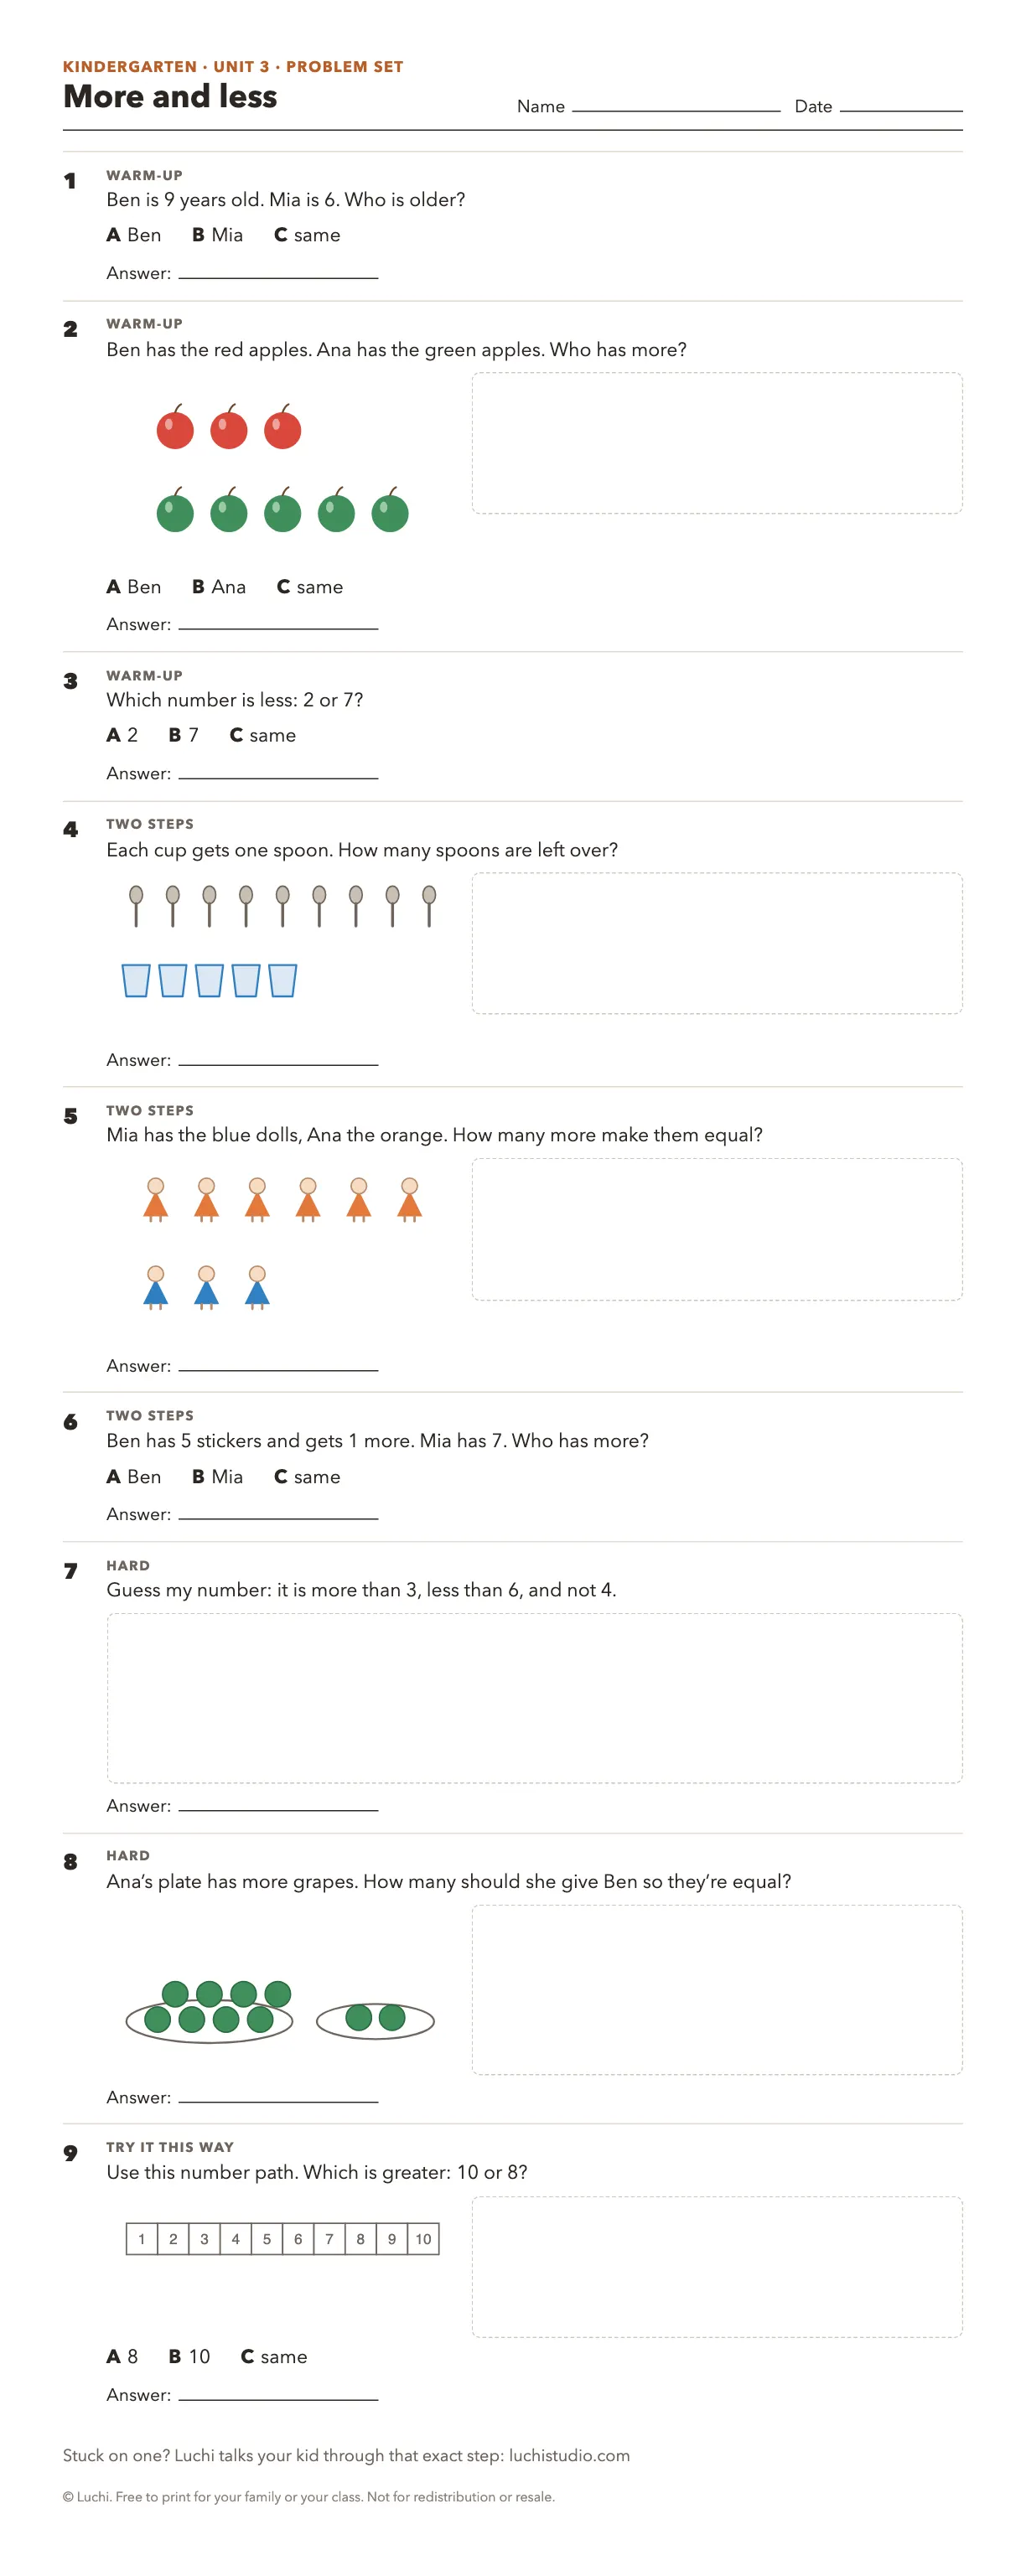 KINDERGARTEN · UNIT 3 · PROBLEM SET
More and less
Name
Date
1
WARM-UP
Ben is 9 years old. Mia is 6. Who is older?
A Ben B Mia C same
Answer:
2
WARM-UP
Ben has the red apples. Ana has the green apples. Who has more?
A Ben B Ana C same
Answer:
3
WARM-UP
Which number is less: 2 or 7?
A 2 B 7 C same
Answer:
4
TWO STEPS
Each cup gets one spoon. How many spoons are left over?
Answer:
5
TWO STEPS
Mia has the blue dolls, Ana the orange. How many more make them equal?
Answer:
6
TWO STEPS
Ben has 5 stickers and gets 1 more. Mia has 7. Who has more?
A Ben B Mia C same
Answer:
7
HARD
Guess my number: it is more than 3, less than 6, and not 4.
Answer:
8
HARD
Ana’s plate has more grapes. How many should she give Ben so they’re equal?
Answer:
9
TRY IT THIS WAY
Use this number path. Which is greater: 10 or 8?
1 2 3 4 5 6 7 8 9 10
A 8 B 10 C same
Answer:
Stuck on one? Luchi talks your kid through that exact step: luchistudio.com
© Luchi. Free to print for your family or your class. Not for redistribution or resale.